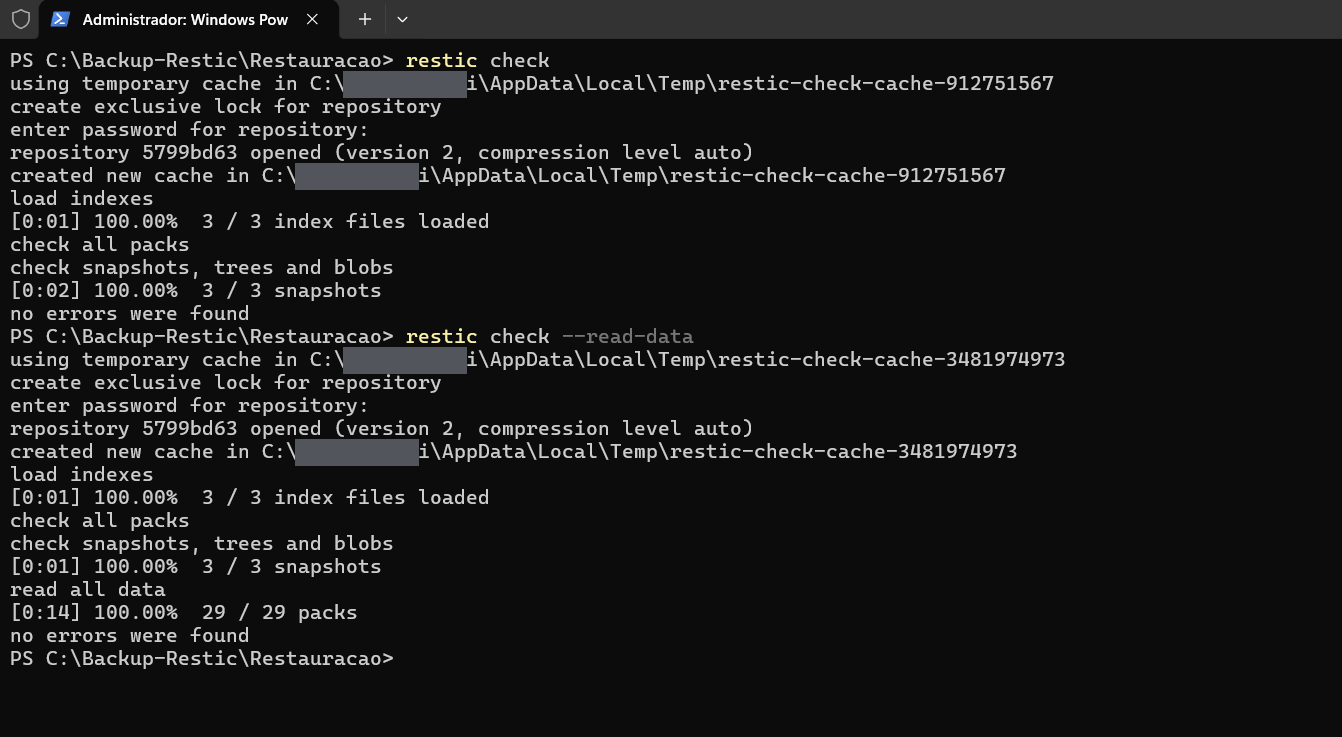 Administrador: Windows Pow
PS C:\Backup-Restic\Restauracao> restic check
using temporary cache in C:\ i\AppData\Local\Temp\restic-check-cache-912751567
create exclusive lock for repository
enter password for repository:
repository 5799bd63 opened (version 2, compression level auto)
created new cache in C:\ i\AppData\Local\Temp\restic-check-cache-912751567
load indexes
[0:01] 100.00%  3 / 3 index files loaded
check all packs
check snapshots, trees and blobs
[0:02] 100.00%  3 / 3 snapshots
no errors were found
PS C:\Backup-Restic\Restauracao> restic check --read-data
using temporary cache in C:\ i\AppData\Local\Temp\restic-check-cache-3481974973
create exclusive lock for repository
enter password for repository:
repository 5799bd63 opened (version 2, compression level auto)
created new cache in C:\ i\AppData\Local\Temp\restic-check-cache-3481974973
load indexes
[0:01] 100.00%  3 / 3 index files loaded
check all packs
check snapshots, trees and blobs
[0:01] 100.00%  3 / 3 snapshots
read all data
[0:14] 100.00%  29 / 29 packs
no errors were found
PS C:\Backup-Restic\Restauracao>